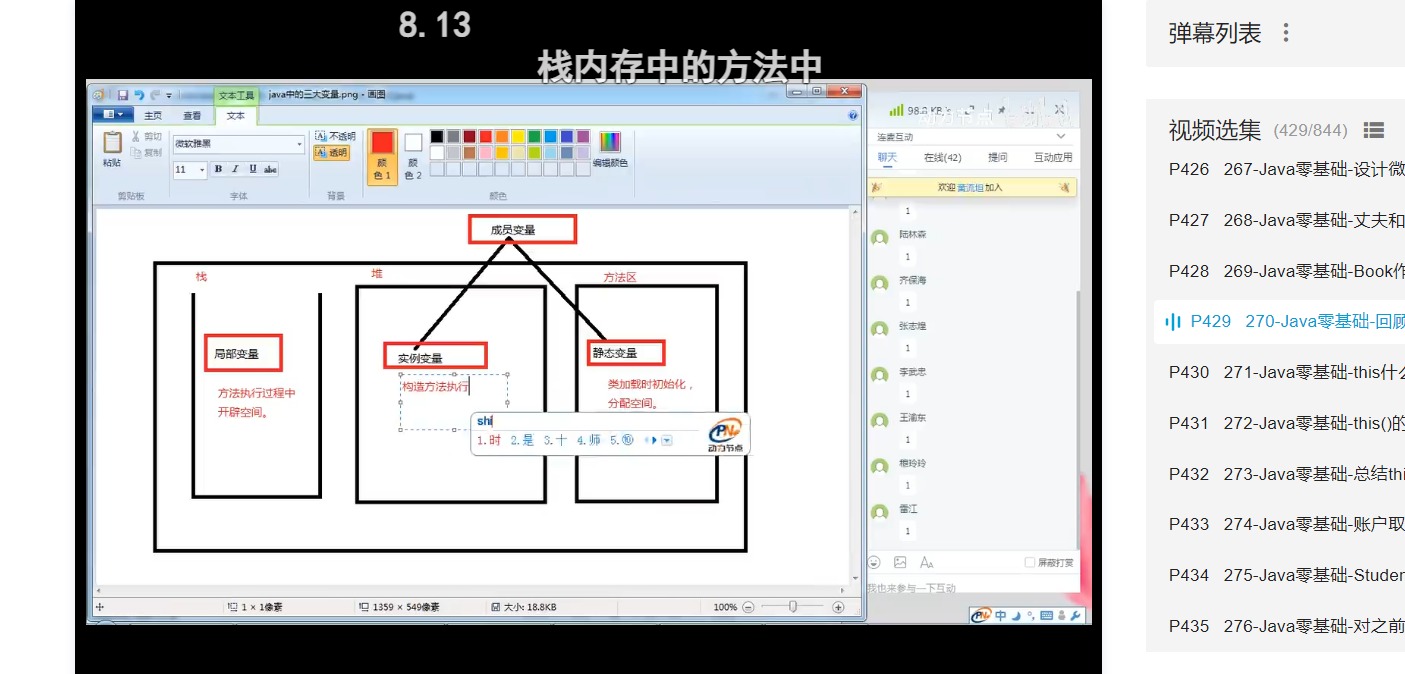 8. 13
栈内存中的方法中
文本工具
java中的三大变量.png - 画图
主页
查看
文本
粘贴
剪切
复制
剪贴板
微软雅黑
11
B I U abc
字体
不透明
透明
背景
颜色 1
颜色 2
编辑颜色
颜色
成员变量
栈
堆
方法区
局部变量
实例变量
静态变量
方法执行过程中
开辟空间。
构造方法执行
类加载时初始化，
分配空间。
shi
1.时 2.是 3.十 4.师 5.⑩
动力节点
1 × 1像素
1359 × 549像素
大小: 18.8KB
100%
连麦互动
聊天
在线(42)
提问
互动应用
加入
1
陆林森
1
齐保海
1
张志煌
1
李武忠
1
王渝东
1
1
雷江
1
屏蔽打赏
我也来参与一下互动
中
弹幕列表
视频选集 (429/844)
P426 267-Java零基础-设计微
P427 268-Java零基础-丈夫和
P428 269-Java零基础-Book作
P429 270-Java零基础-回顾
P430 271-Java零基础-this什么
P431 272-Java零基础-this()的
P432 273-Java零基础-总结thi
P433 274-Java零基础-账户取
P434 275-Java零基础-Studen
P435 276-Java零基础-对之前